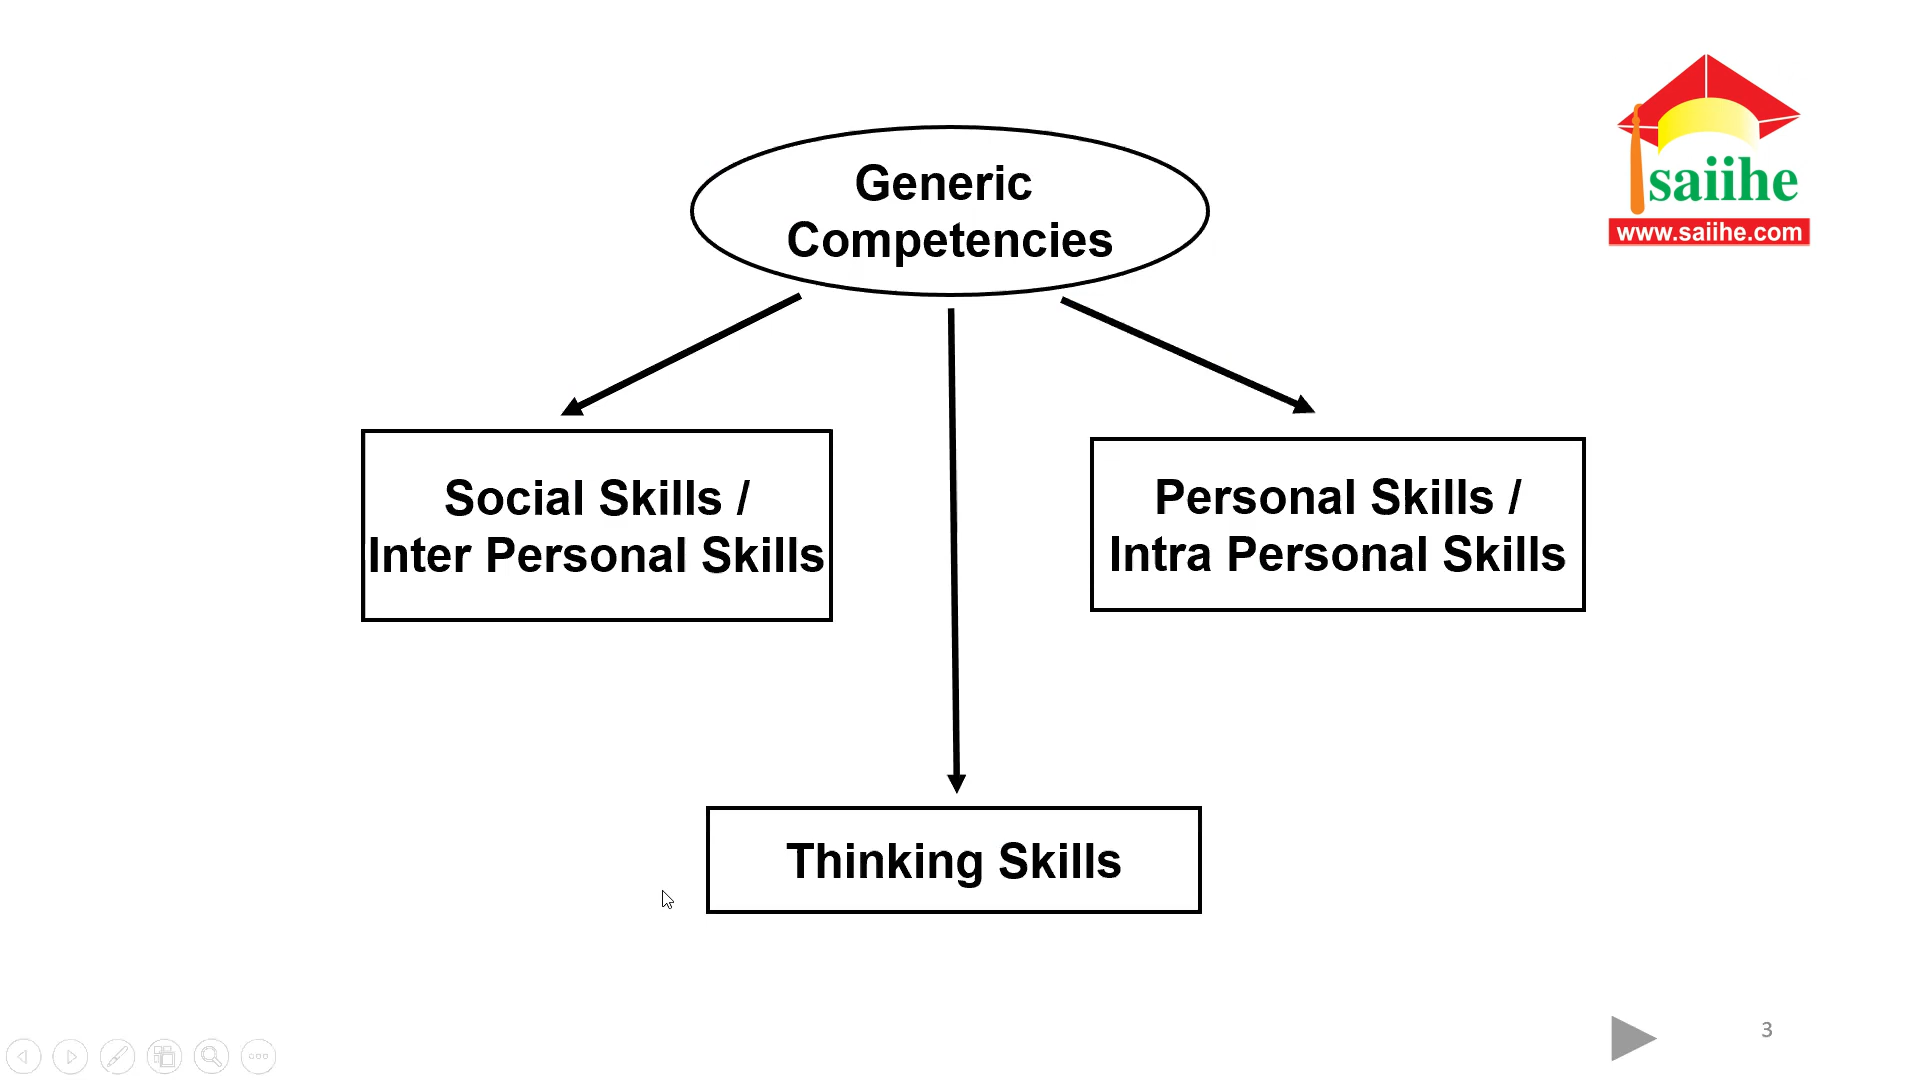 Generic
Competencies
saiihe
www.saiihe.com
Social Skills /
Inter Personal Skills
Personal Skills /
Intra Personal Skills
Thinking Skills
3